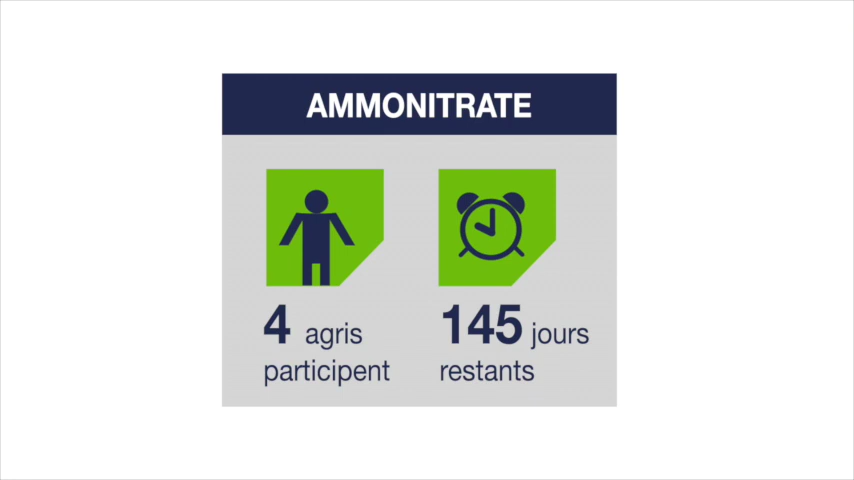 AMMONITRATE
4 agris
participent
145 jours
restants